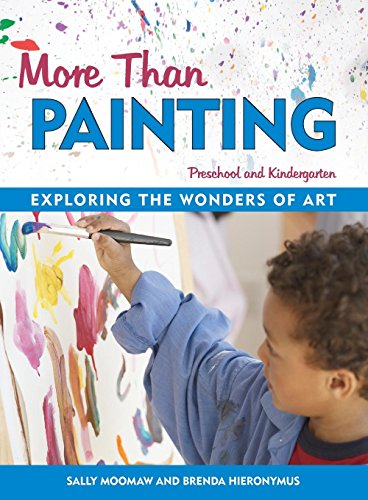 More Than
PAINTING
Preschool and Kindergarten
EXPLORING THE WONDERS OF ART
SALLY MOOMAW AND BRENDA HIERONYMUS